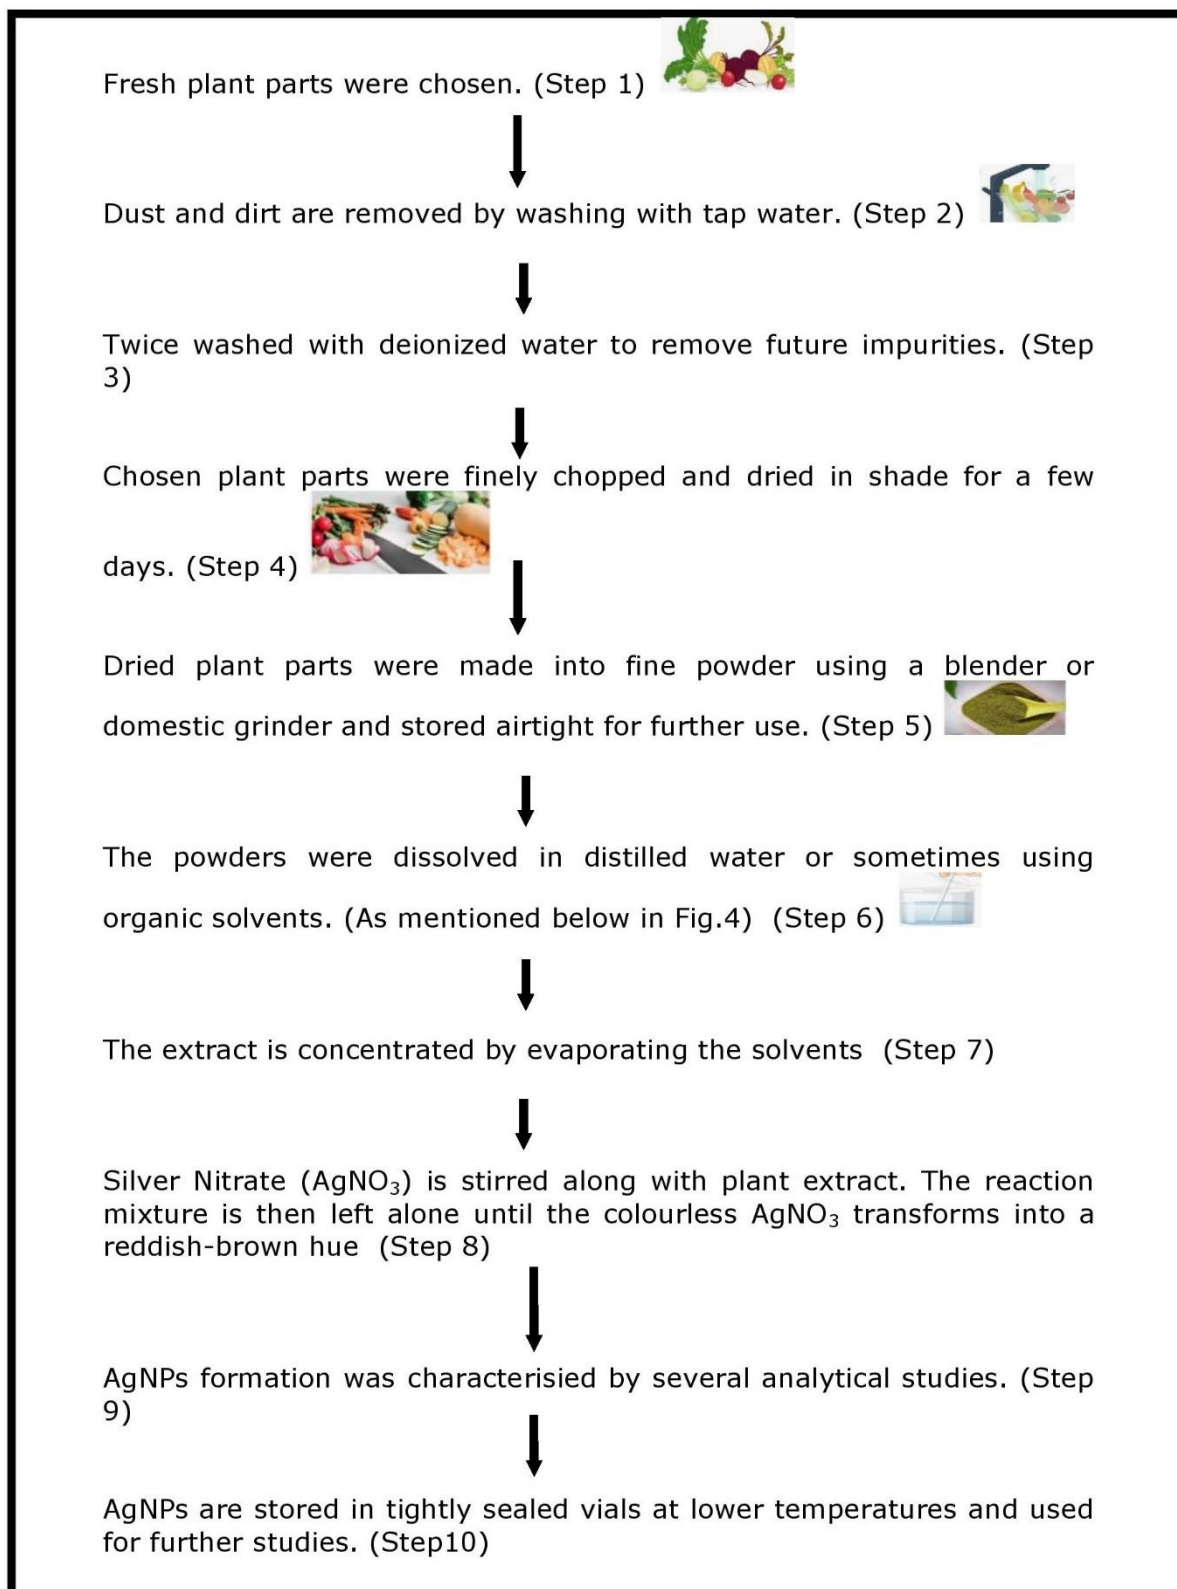 Fresh plant parts were chosen. (Step 1)
Dust and dirt are removed by washing with tap water. (Step 2)
Twice washed with deionized water to remove future impurities. (Step
3)
Chosen plant parts were finely chopped and dried in shade for a few
days. (Step 4)
Dried plant parts were made into fine powder using a blender or
domestic grinder and stored airtight for further use. (Step 5)
The powders were dissolved in distilled water or sometimes using
organic solvents. (As mentioned below in Fig.4) (Step 6)
The extract is concentrated by evaporating the solvents (Step 7)
Silver Nitrate (AgNO₃) is stirred along with plant extract. The reaction
mixture is then left alone until the colourless AgNO₃ transforms into a
reddish-brown hue (Step 8)
AgNPs formation was characterisied by several analytical studies. (Step
9)
AgNPs are stored in tightly sealed vials at lower temperatures and used
for further studies. (Step10)